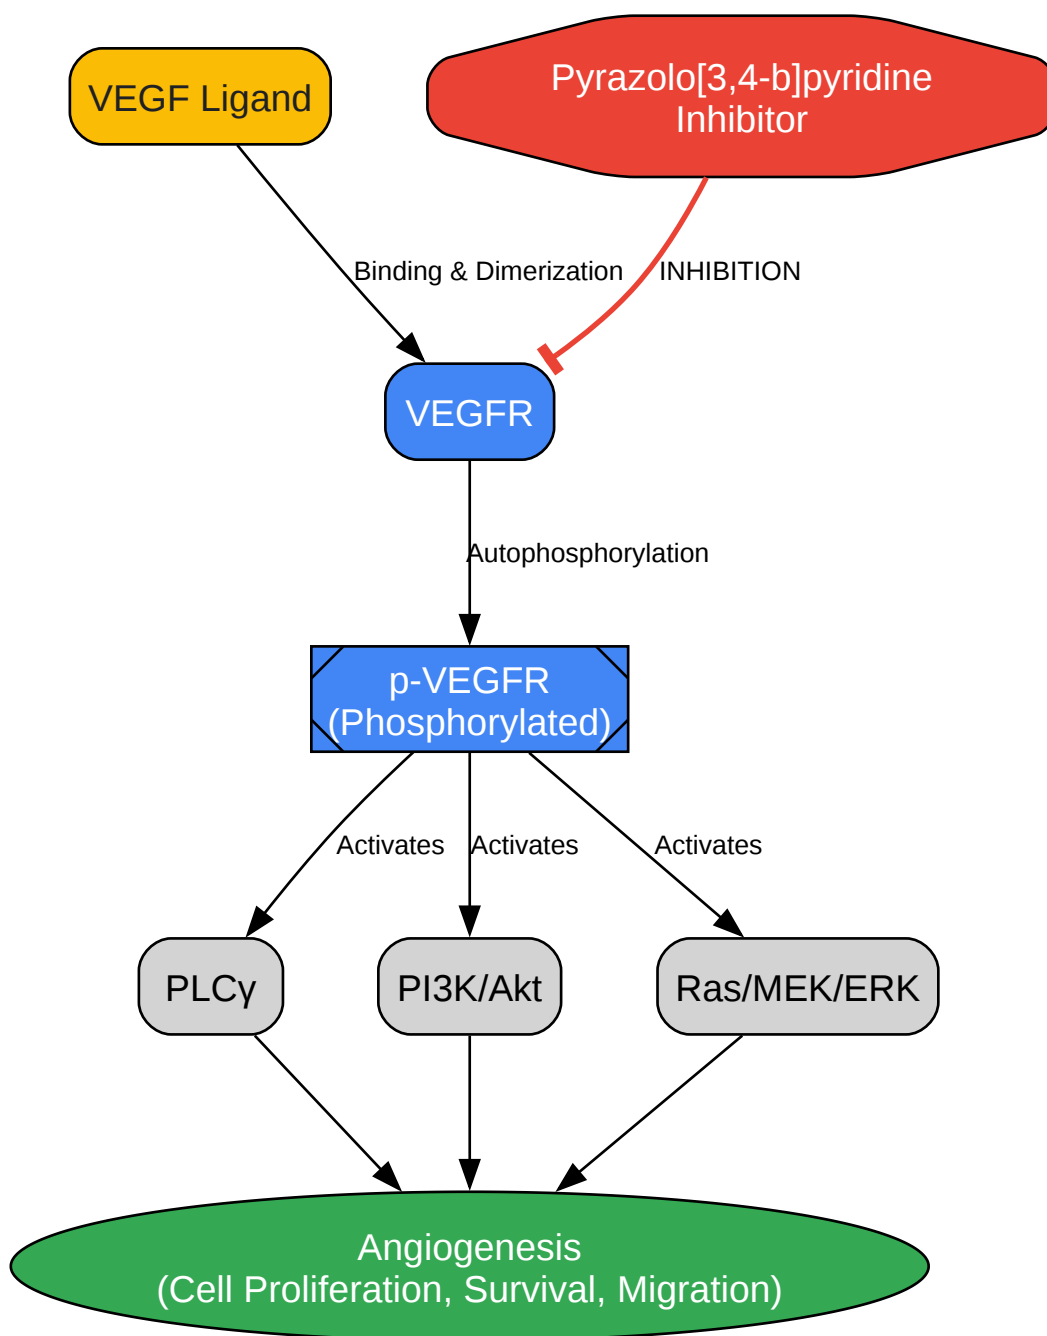 VEGF Ligand
Pyrazolo[3,4-b]pyridine
Inhibitor
Binding & Dimerization
INHIBITION
VEGFR
Autophosphorylation
p-VEGFR
(Phosphorylated)
Activates
Activates
Activates
PLCγ
PI3K/Akt
Ras/MEK/ERK
Angiogenesis
(Cell Proliferation, Survival, Migration)